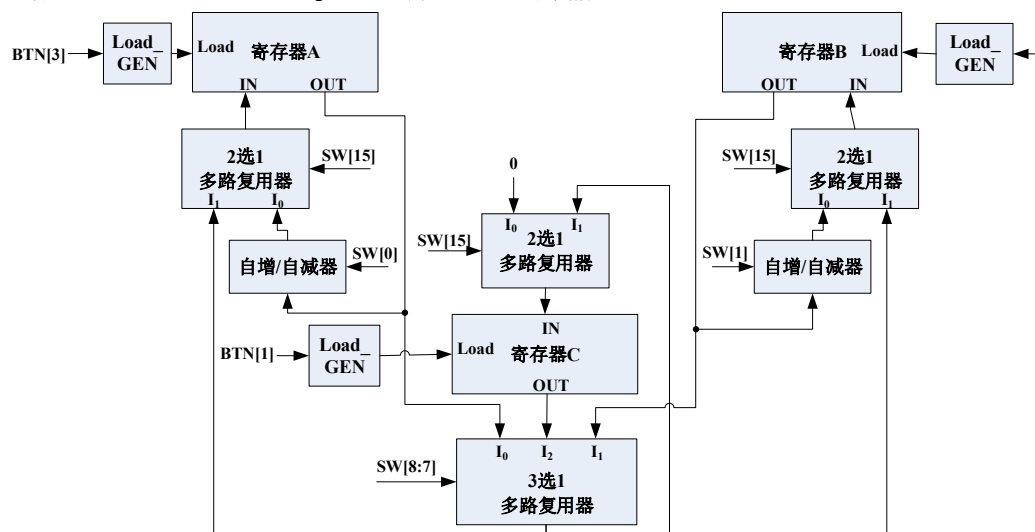 BTN[3]
Load_
GEN
Load
寄存器A
IN
OUT
寄存器B
Load
OUT
IN
Load_
GEN
2选1
多路复用器
I1
I0
SW[15]
SW[15]
2选1
多路复用器
I0
I1
0
I0
I1
2选1
多路复用器
SW[15]
自增/自减器
SW[0]
SW[1]
自增/自减器
BTN[1]
Load_
GEN
IN
Load
寄存器C
OUT
SW[8:7]
I0
I2
I1
3选1
多路复用器